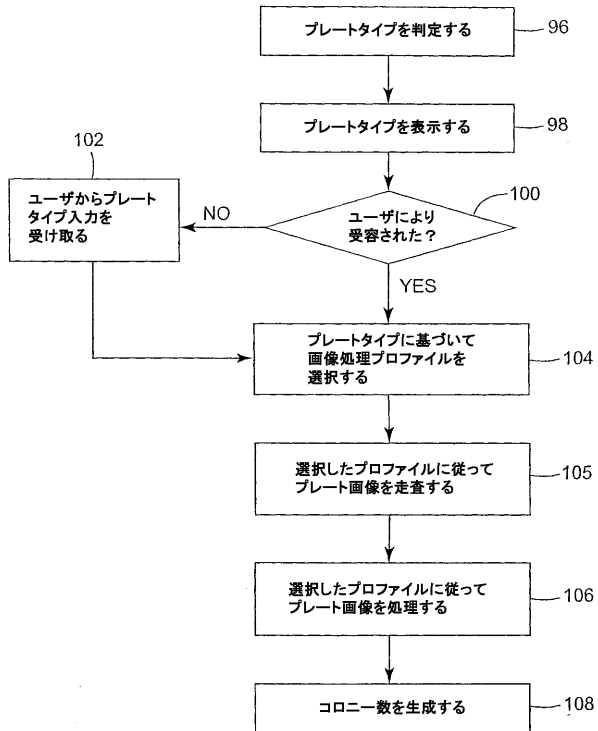 プレートタイプを判定する
96
プレートタイプを表示する
98
102
ユーザからプレート
タイプ入力を
受け取る
NO
ユーザにより
受容された?
100
YES
プレートタイプに基づいて
画像処理プロファイルを
選択する
104
選択したプロファイルに従って
プレート画像を走査する
105
選択したプロファイルに従って
プレート画像を処理する
106
コロニー数を生成する
108